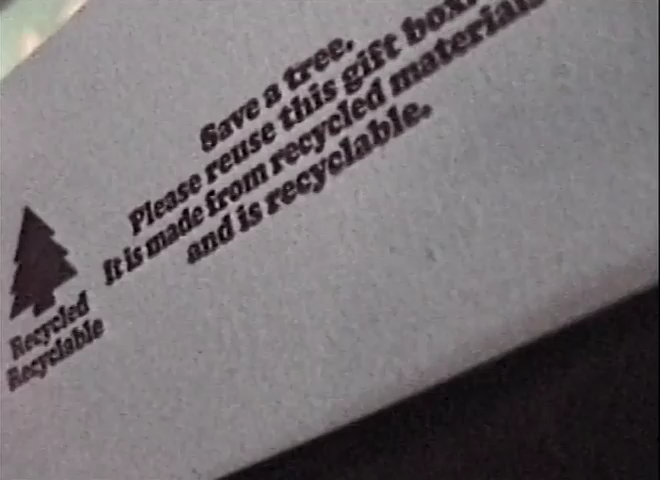 Save a tree.
Please reuse this gift box.
It is made from recycled materials
and is recyclable.
Recycled
Recyclable